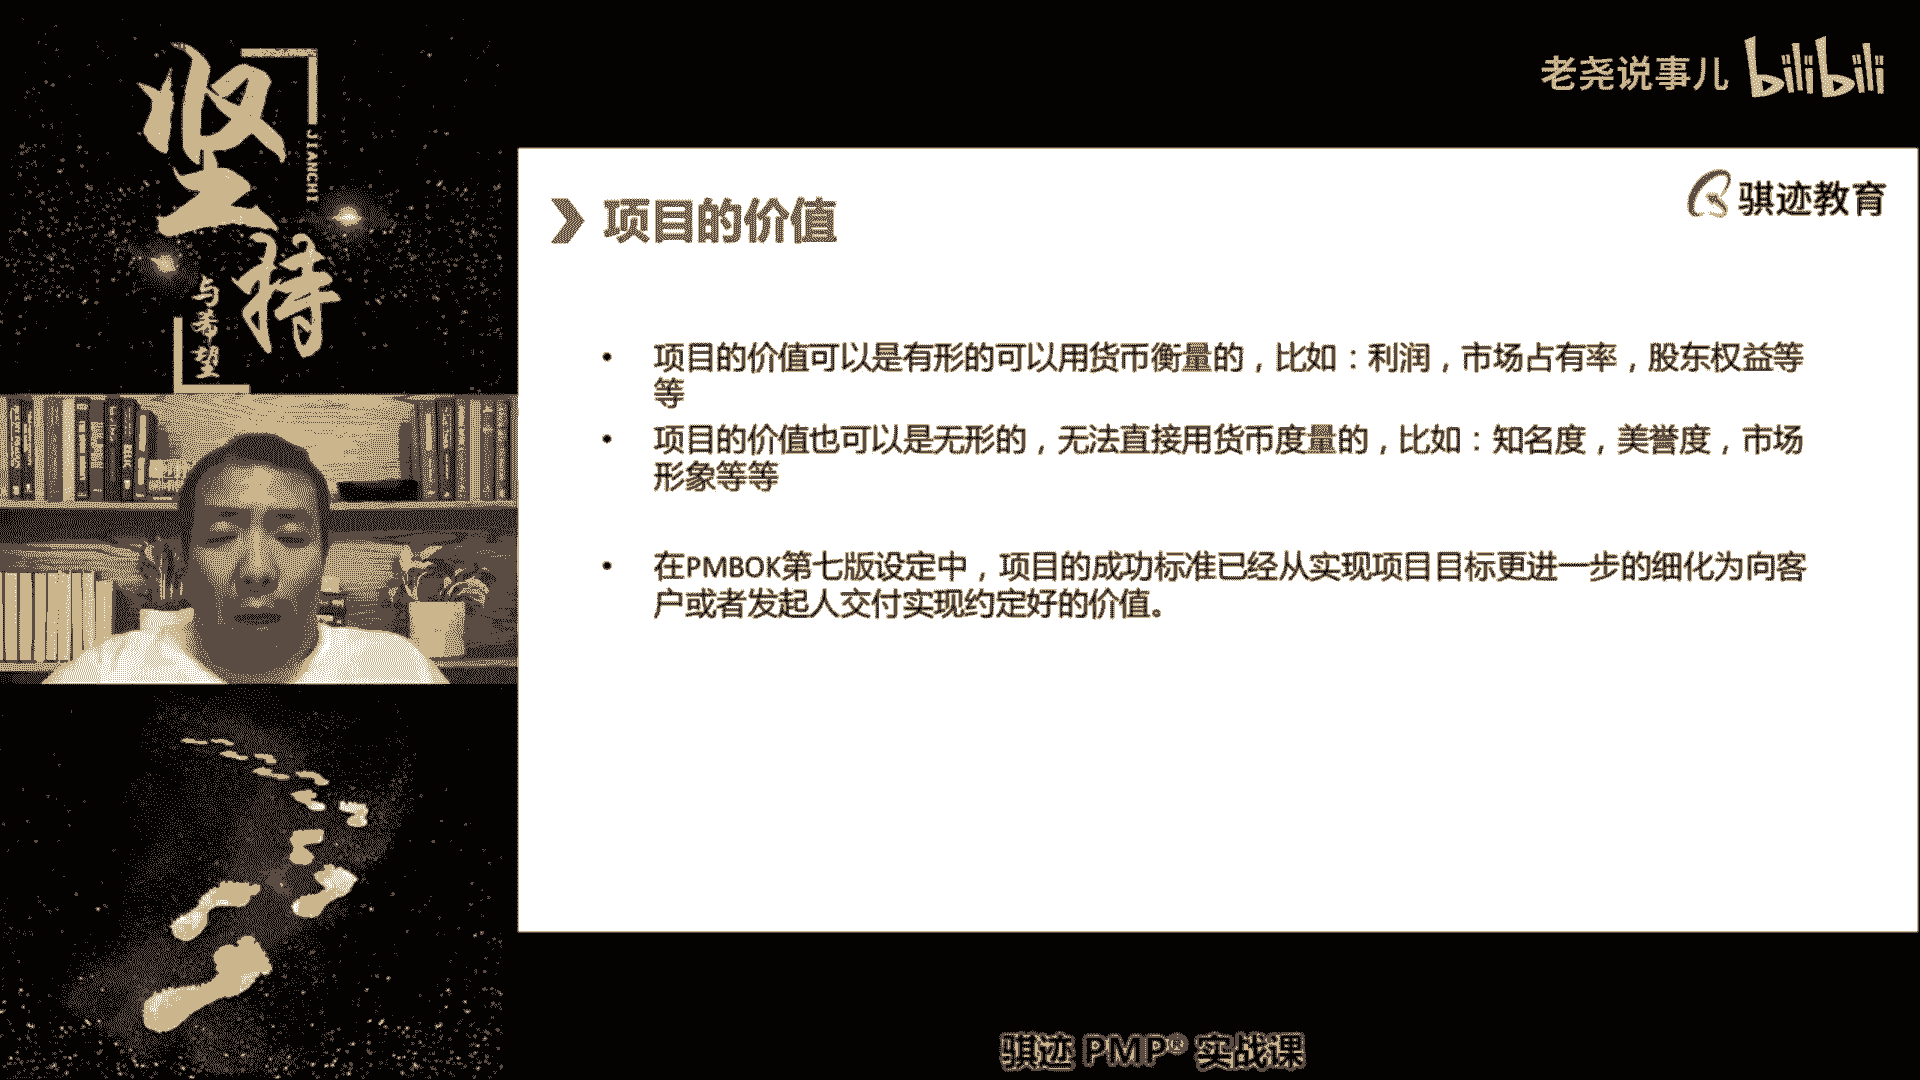 坚持
JIANCHI
与希望
老尧说事儿 bilibili
骐迹教育
项目的价值
• 项目的价值可以是有形的可以用货币衡量的，比如：利润，市场占有率，股东权益等
等
• 项目的价值也可以是无形的，无法直接用货币度量的，比如：知名度，美誉度，市场
形象等等
• 在PMBOK第七版设定中，项目的成功标准已经从实现项目目标更进一步的细化为向客
户或者发起人交付实现约定好的价值。
骐迹 PMP® 实战课